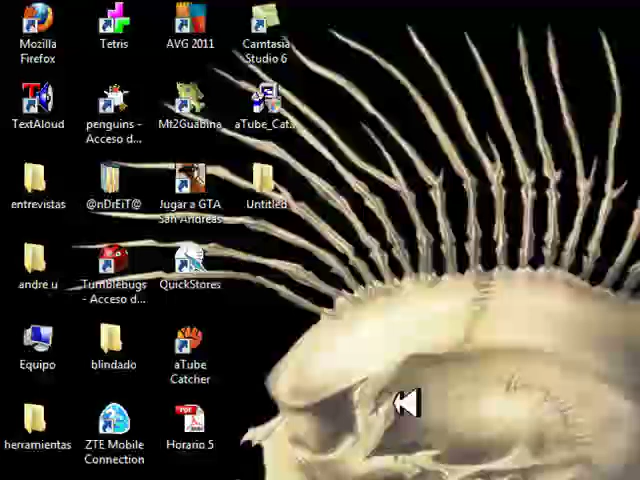 Mozilla
Firefox
Tetris
AVG 2011
Camtasia
Studio 6
TextAloud
penguins -
Acceso d...
Mt2Guabina
aTube_Cat...
entrevistas
@nDrEiT@
Jugar a GTA
San Andreas
Untitled
andre u
Tumblebugs
- Acceso d...
QuickStores
Equipo
blindado
aTube
Catcher
herramientas
ZTE Mobile
Connection
PDF
Horario 5